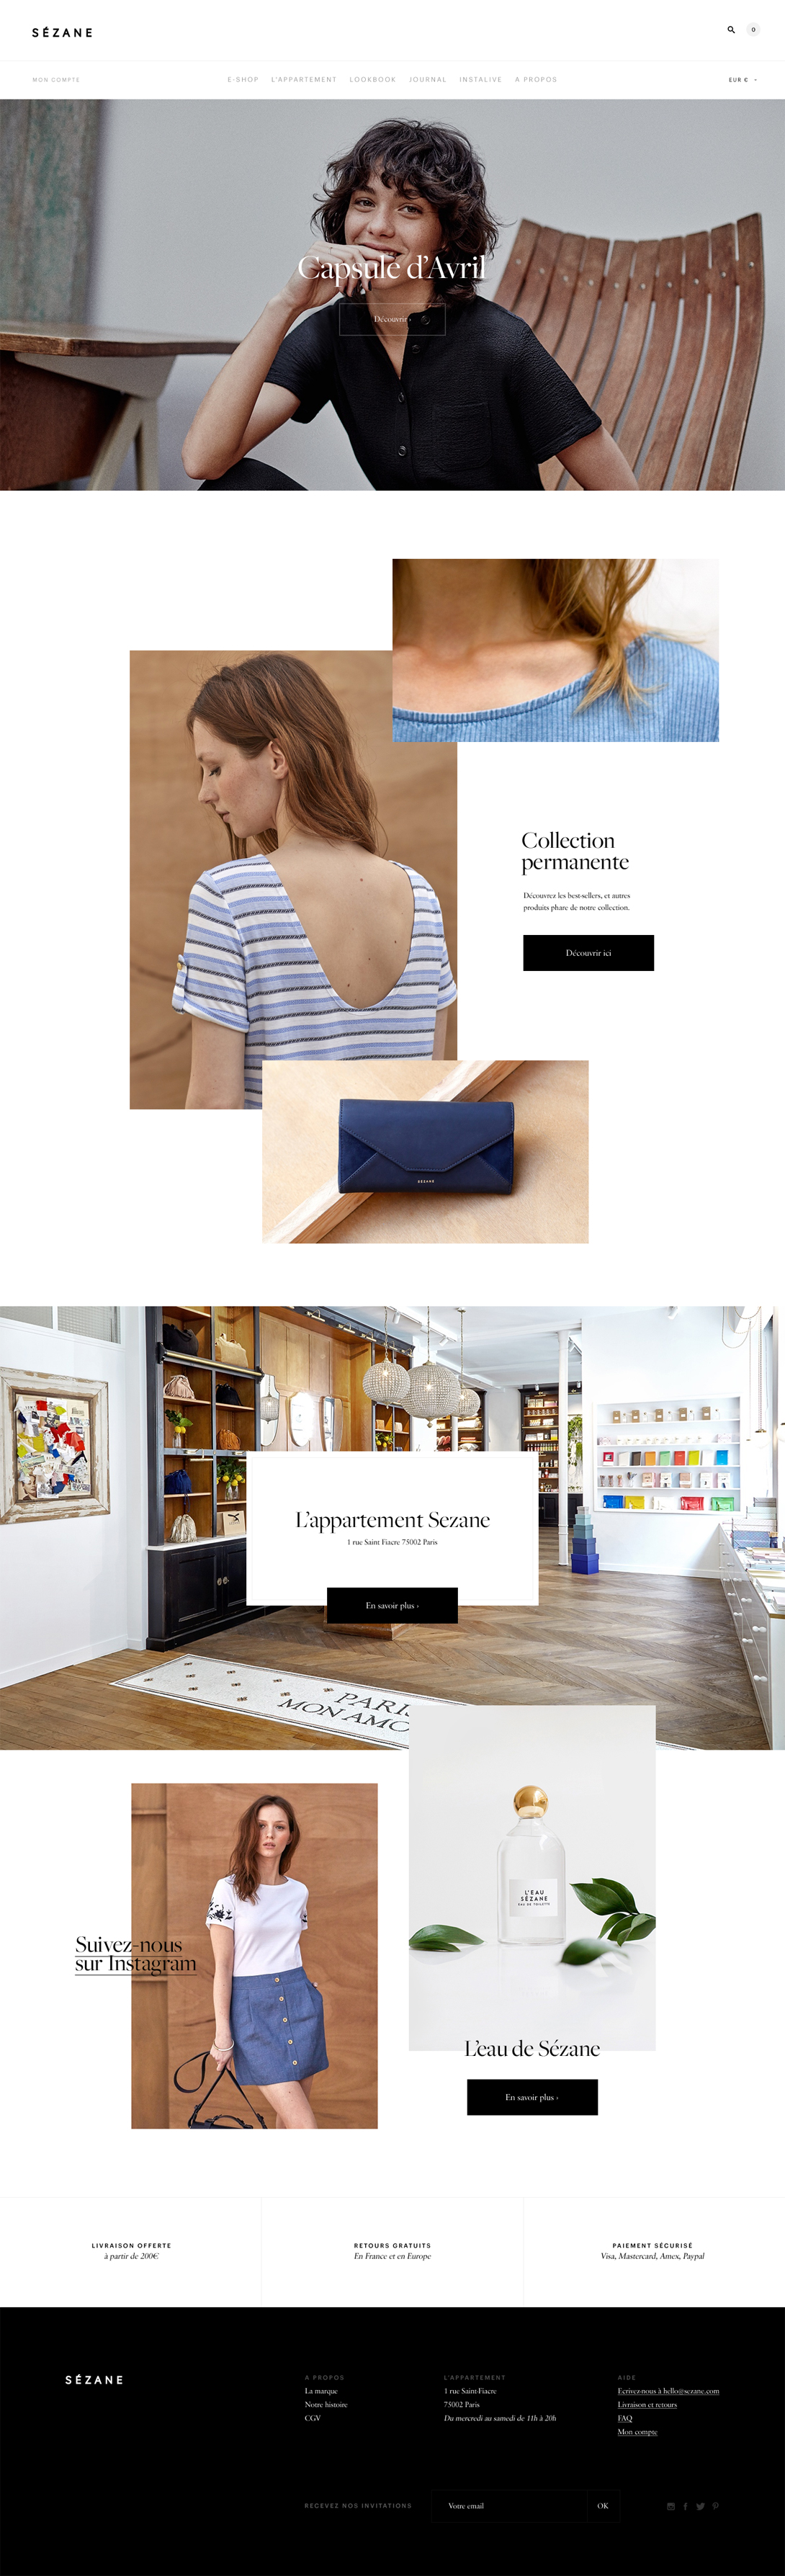 SÉZANE
0
MON COMPTE
E-SHOP L'APPARTEMENT LOOKBOOK JOURNAL INSTALIVE A PROPOS
EUR €
Capsule d'Avril
Découvrir ›
Collection
permanente
Découvrez les best-sellers, et autres
produits phare de notre collection.
Découvrir ici
SÉZANE
L'appartement Sezane
1 rue Saint Fiacre 75002 Paris
En savoir plus ›
PARIS
MON AMO
L'EAU
SÉZANE
EAU DE TOILETTE
Suivez-nous
sur Instagram
L'eau de Sézane
En savoir plus ›
LIVRAISON OFFERTE
à partir de 200€
RETOURS GRATUITS
En France et en Europe
PAIEMENT SÉCURISÉ
Visa, Mastercard, Amex, Paypal
SÉZANE
A PROPOS
La marque
Notre histoire
CGV
L'APPARTEMENT
1 rue Saint-Fiacre
75002 Paris
Du mercredi au samedi de 11h à 20h
AIDE
Ecrivez-nous à hello@sezane.com
Livraison et retours
FAQ
Mon compte
RECEVEZ NOS INVITATIONS
Votre email
OK